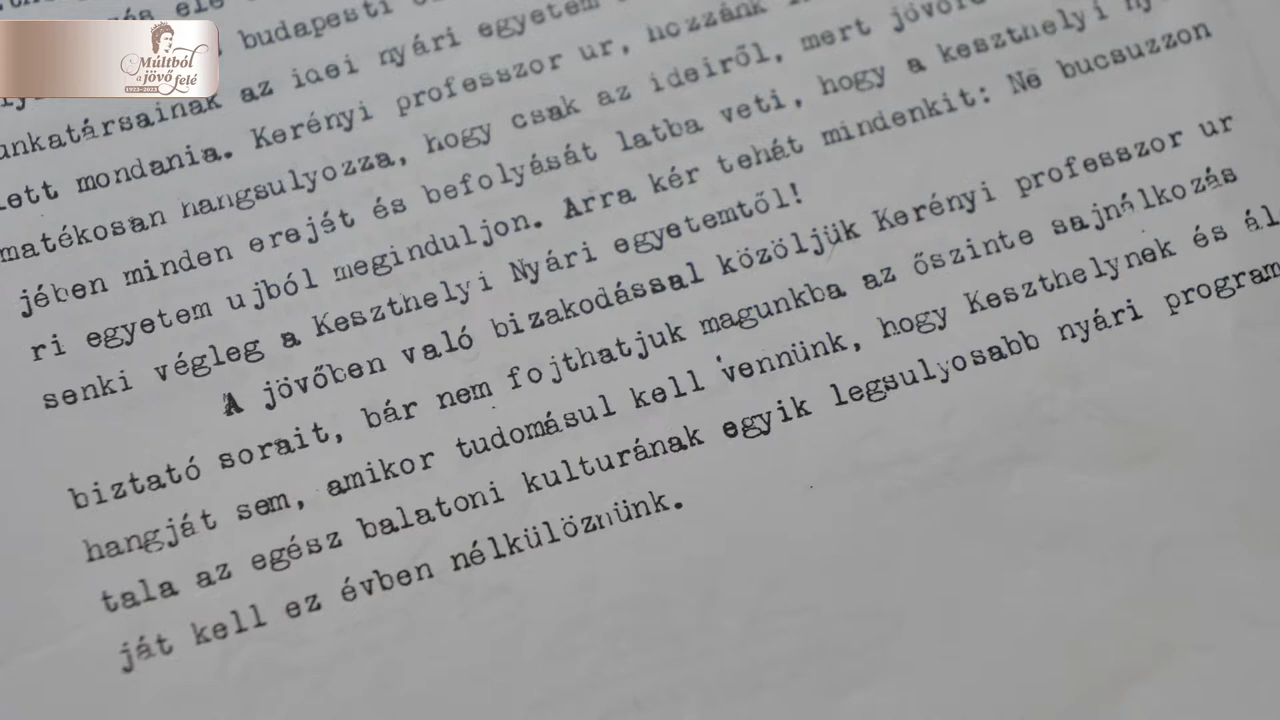 Múltból
a jövő felé
1923-2023
budapesti
az idei nyári egyetem
lett mondania. Kerényi professzor ur, hozzánk
hangsulyozza, hogy csak az ideiről, mert
jében minden erejét és befolyását latba veti, hogy a keszthelyi
ri egyetem ujból meginduljon. Arra kér tehát mindenkit: Ne bucsuzzon
senki végleg a Keszthelyi Nyári egyetemtől!
A jövőben való bizakodással közöljük Kerényi professzor ur
biztató sorait, bár nem fojthatjuk magunkba az őszinte sajnálkozás
hangját sem, amikor tudomásul kell vennünk, hogy Keszthelynek és ál
tala az egész balatoni kulturának egyik legsulyosabb nyári program
ját kell ez évben nélkülöznünk.